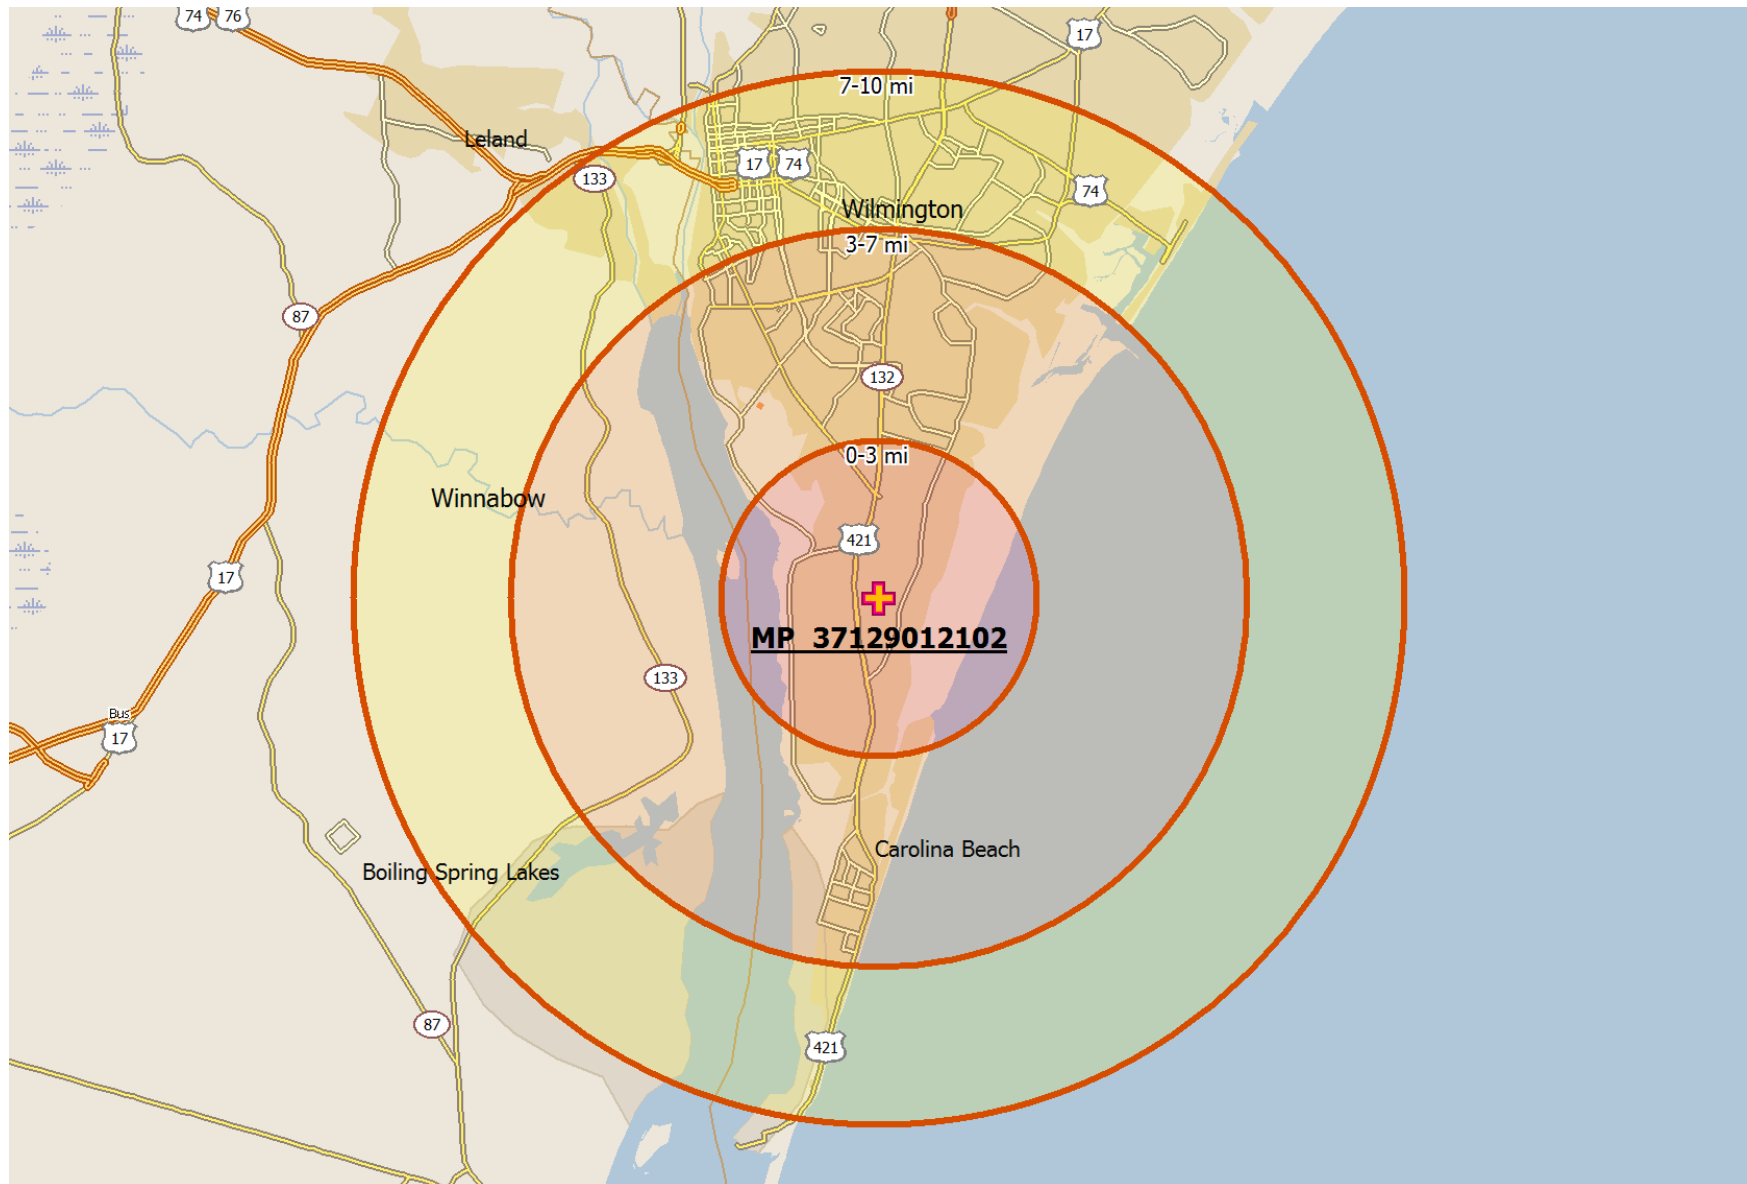 74 76
17
7-10 mi
Leland
133
17 74
74
Wilmington
3-7 mi
87
132
0-3 mi
Winnabow
421
17
MP 37129012102
133
Bus
17
Carolina Beach
Boiling Spring Lakes
87
421